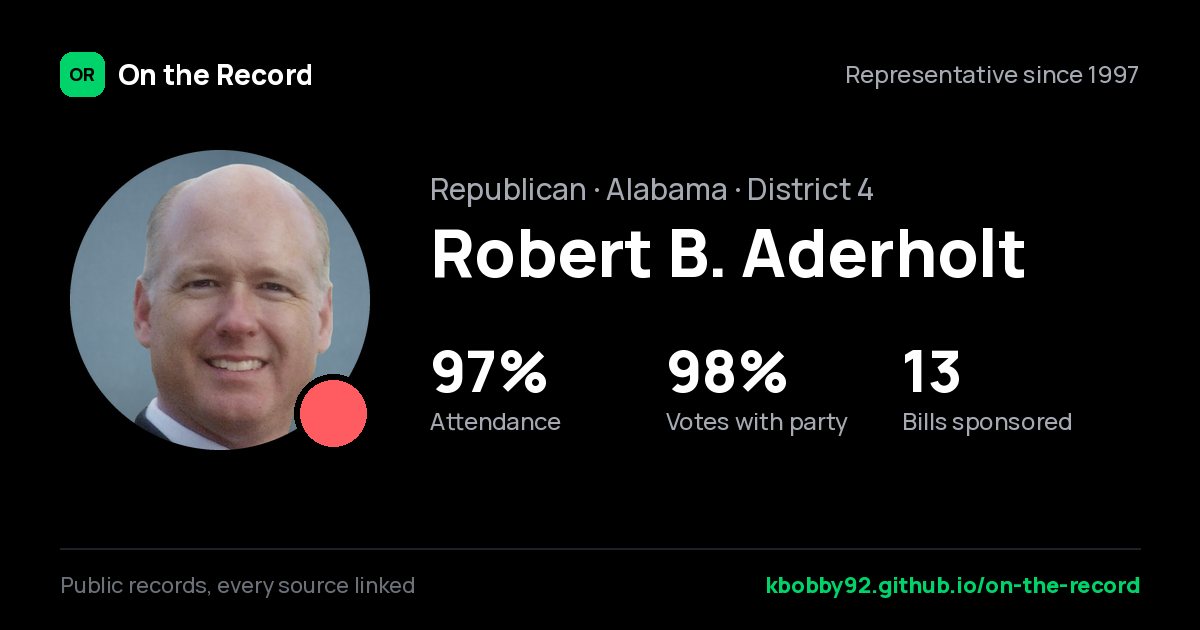 OR On the Record
Representative since 1997
Republican · Alabama · District 4
Robert B. Aderholt
97% 98% 13
Attendance Votes with party Bills sponsored
Public records, every source linked
kbobby92.github.io/on-the-record